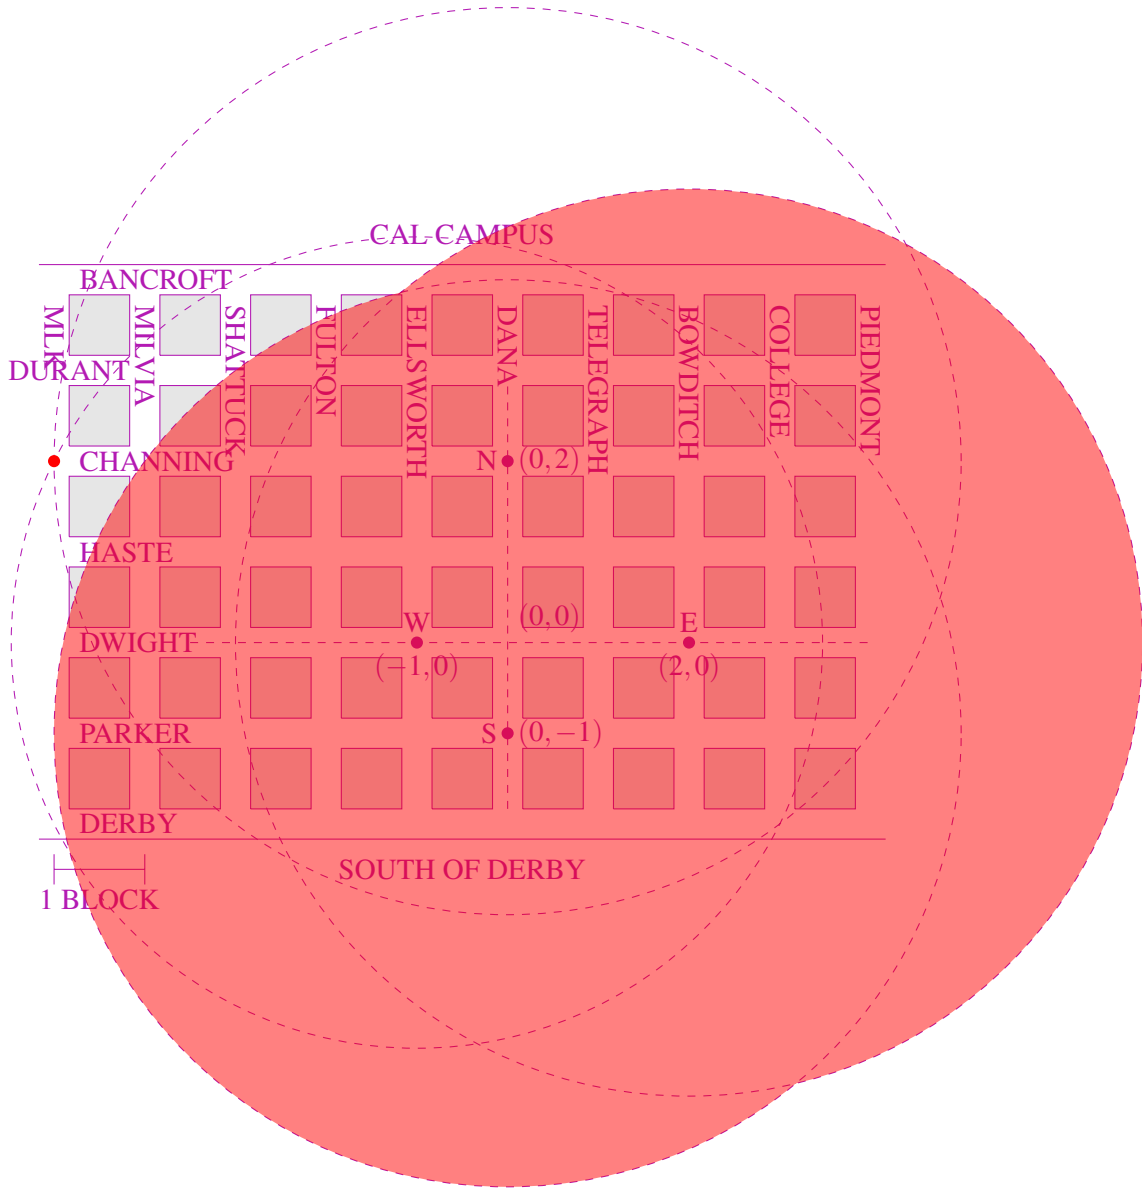 CAL CAMPUS
BANCROFT
MLK
MILVIA
SHATTUCK
FULTON
ELLSWORTH
DANA
TELEGRAPH
BOWDITCH
COLLEGE
PIEDMONT
DURANT
CHANNING
N (0,2)
HASTE
W
(0,0)
E
DWIGHT
(−1,0)
(2,0)
PARKER
S (0,−1)
DERBY
SOUTH OF DERBY
1 BLOCK